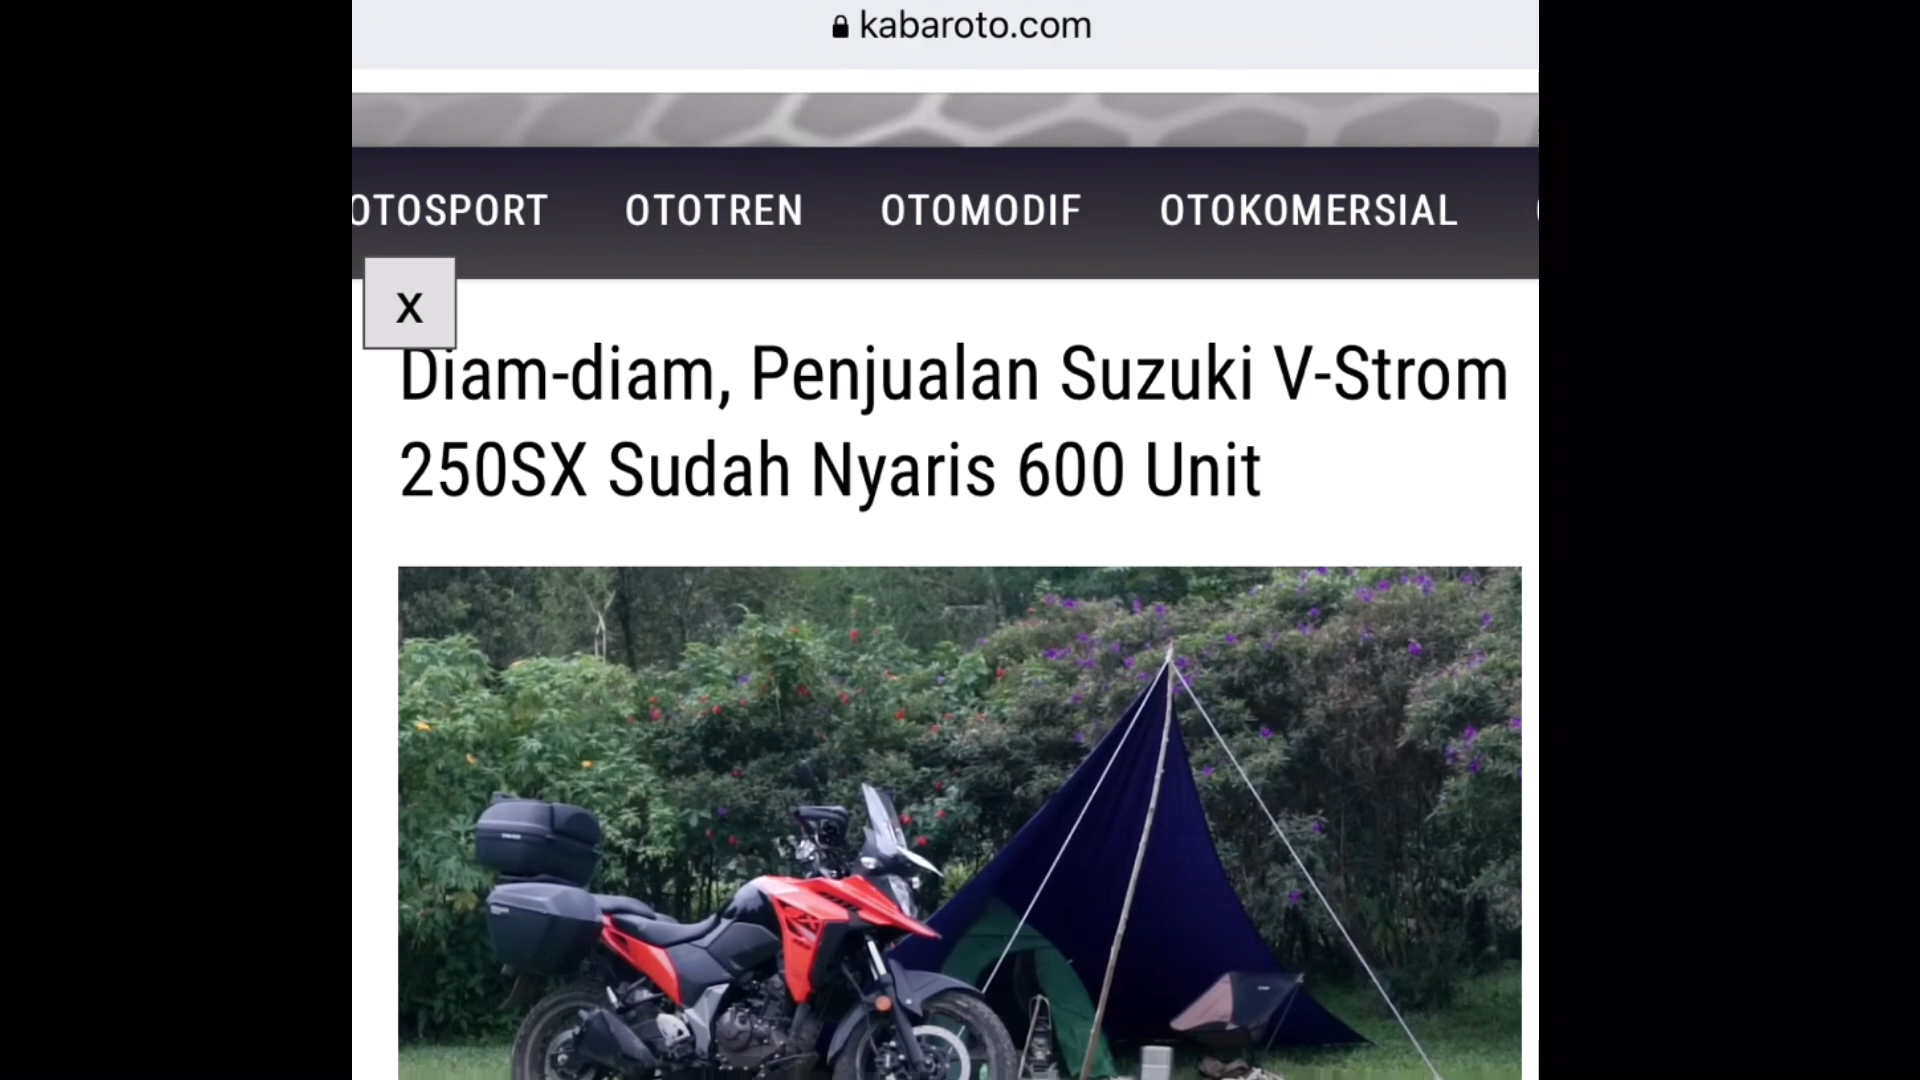 kabaroto.com
OTOSPORT OTOTREN OTOMODIF OTOKOMERSIAL
X
Diam-diam, Penjualan Suzuki V-Strom
250SX Sudah Nyaris 600 Unit